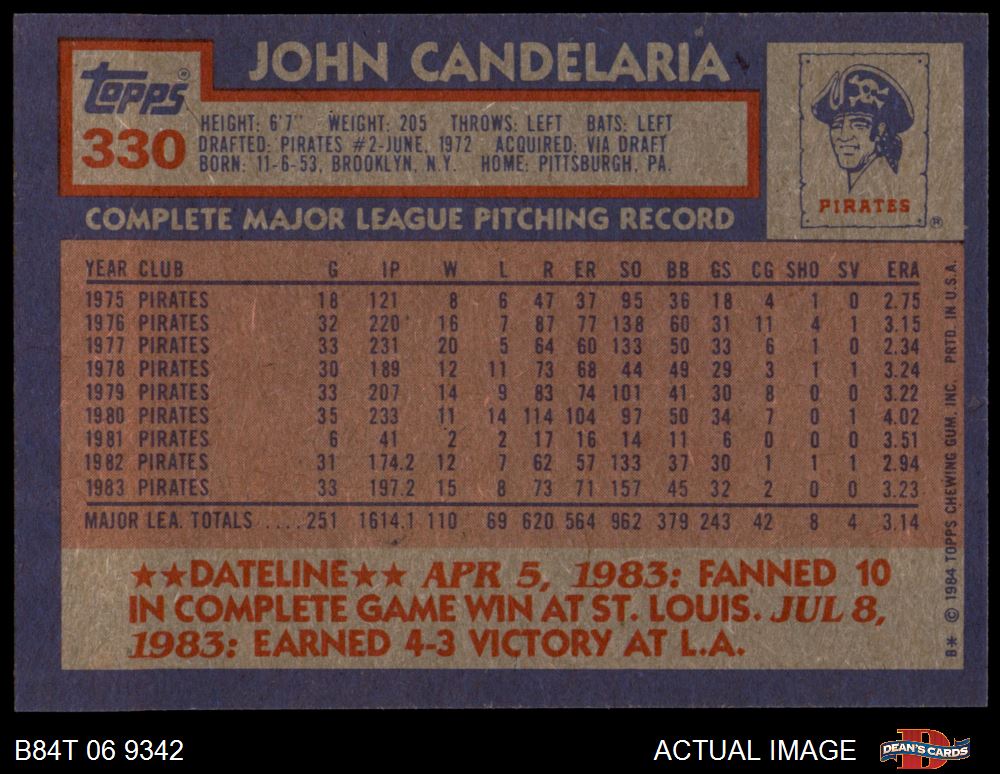 JOHN CANDELARIA
Topps®
330
HEIGHT: 6'7" WEIGHT: 205 THROWS: LEFT BATS: LEFT
DRAFTED: PIRATES #2-JUNE, 1972 ACQUIRED: VIA DRAFT
BORN: 11-6-53, BROOKLYN, N.Y. HOME: PITTSBURGH, PA.
PIRATES
®
COMPLETE MAJOR LEAGUE PITCHING RECORD
YEAR CLUB G IP W L R ER SO BB GS CG SHO SV ERA
1975 PIRATES 18 121 8 6 47 37 95 36 18 4 1 0 2.75
1976 PIRATES 32 220 16 7 87 77 138 60 31 11 4 1 3.15
1977 PIRATES 33 231 20 5 64 60 133 50 33 6 1 0 2.34
1978 PIRATES 30 189 12 11 73 68 44 49 29 3 1 1 3.24
1979 PIRATES 33 207 14 9 83 74 101 41 30 8 0 0 3.22
1980 PIRATES 35 233 11 14 114 104 97 50 34 7 0 1 4.02
1981 PIRATES 6 41 2 2 17 16 14 11 6 0 0 0 3.51
1982 PIRATES 31 174.2 12 7 62 57 133 37 30 1 1 1 2.94
1983 PIRATES 33 197.2 15 8 73 71 157 45 32 2 0 0 3.23
MAJOR LEA. TOTALS ....251 1614.1 110 69 620 564 962 379 243 42 8 4 3.14
★★DATELINE★★ APR 5, 1983: FANNED 10
IN COMPLETE GAME WIN AT ST. LOUIS. JUL 8,
1983: EARNED 4-3 VICTORY AT L.A.
B* © 1984 TOPPS CHEWING GUM, INC. PRTD. IN U.S.A.
B84T 06 9342
ACTUAL IMAGE
DEAN'S CARDS